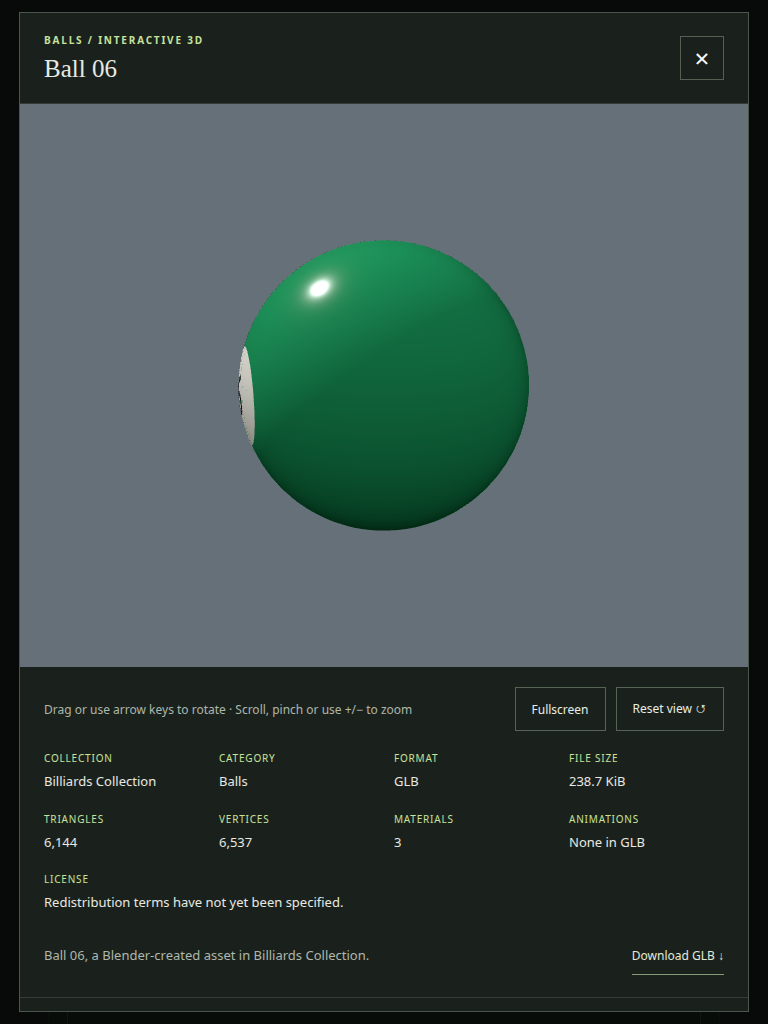 BALLS / INTERACTIVE 3D
Ball 06
✕
Drag or use arrow keys to rotate · Scroll, pinch or use +/− to zoom
Fullscreen
Reset view ↺
COLLECTION
Billiards Collection
CATEGORY
Balls
FORMAT
GLB
FILE SIZE
238.7 KiB
TRIANGLES
6,144
VERTICES
6,537
MATERIALS
3
ANIMATIONS
None in GLB
LICENSE
Redistribution terms have not yet been specified.
Ball 06, a Blender-created asset in Billiards Collection.
Download GLB ↓